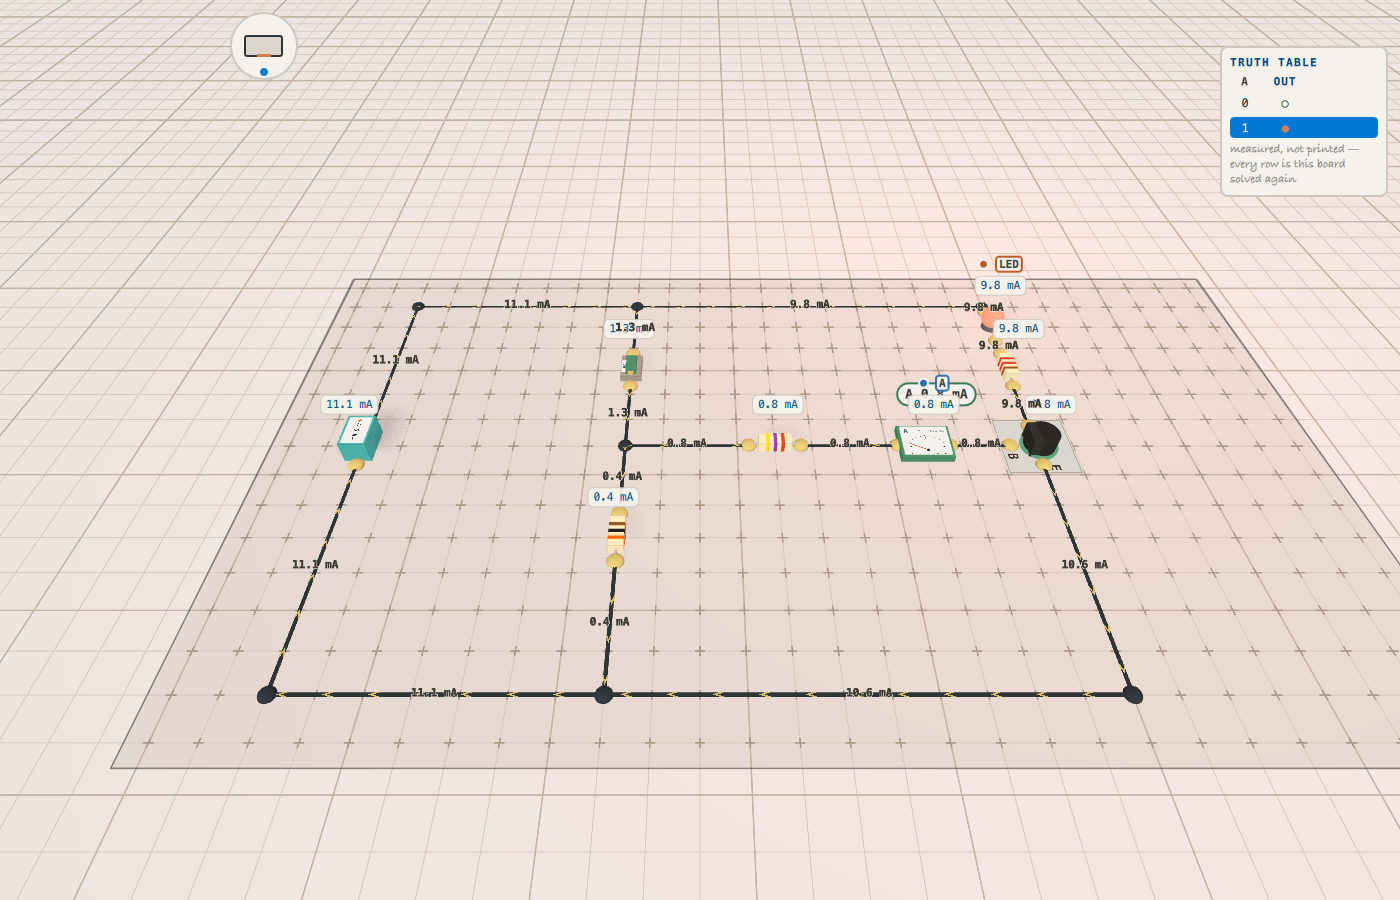 TRUTH TABLE
A OUT
0
1
measured, not printed —
every row is this board
solved again
LED
9.8 mA
11.1 mA
9.8 mA
9.8 mA
1.3 mA
9.8 mA
9.8 mA
11.1 mA
A
11.1 mA
0.8 mA
0.8 mA
9.8 mA
1.3 mA
0.8 mA
0.8 mA
0.8 mA
B
E
0.4 mA
0.4 mA
11.1 mA
10.6 mA
0.4 mA
11.1 mA
10.6 mA